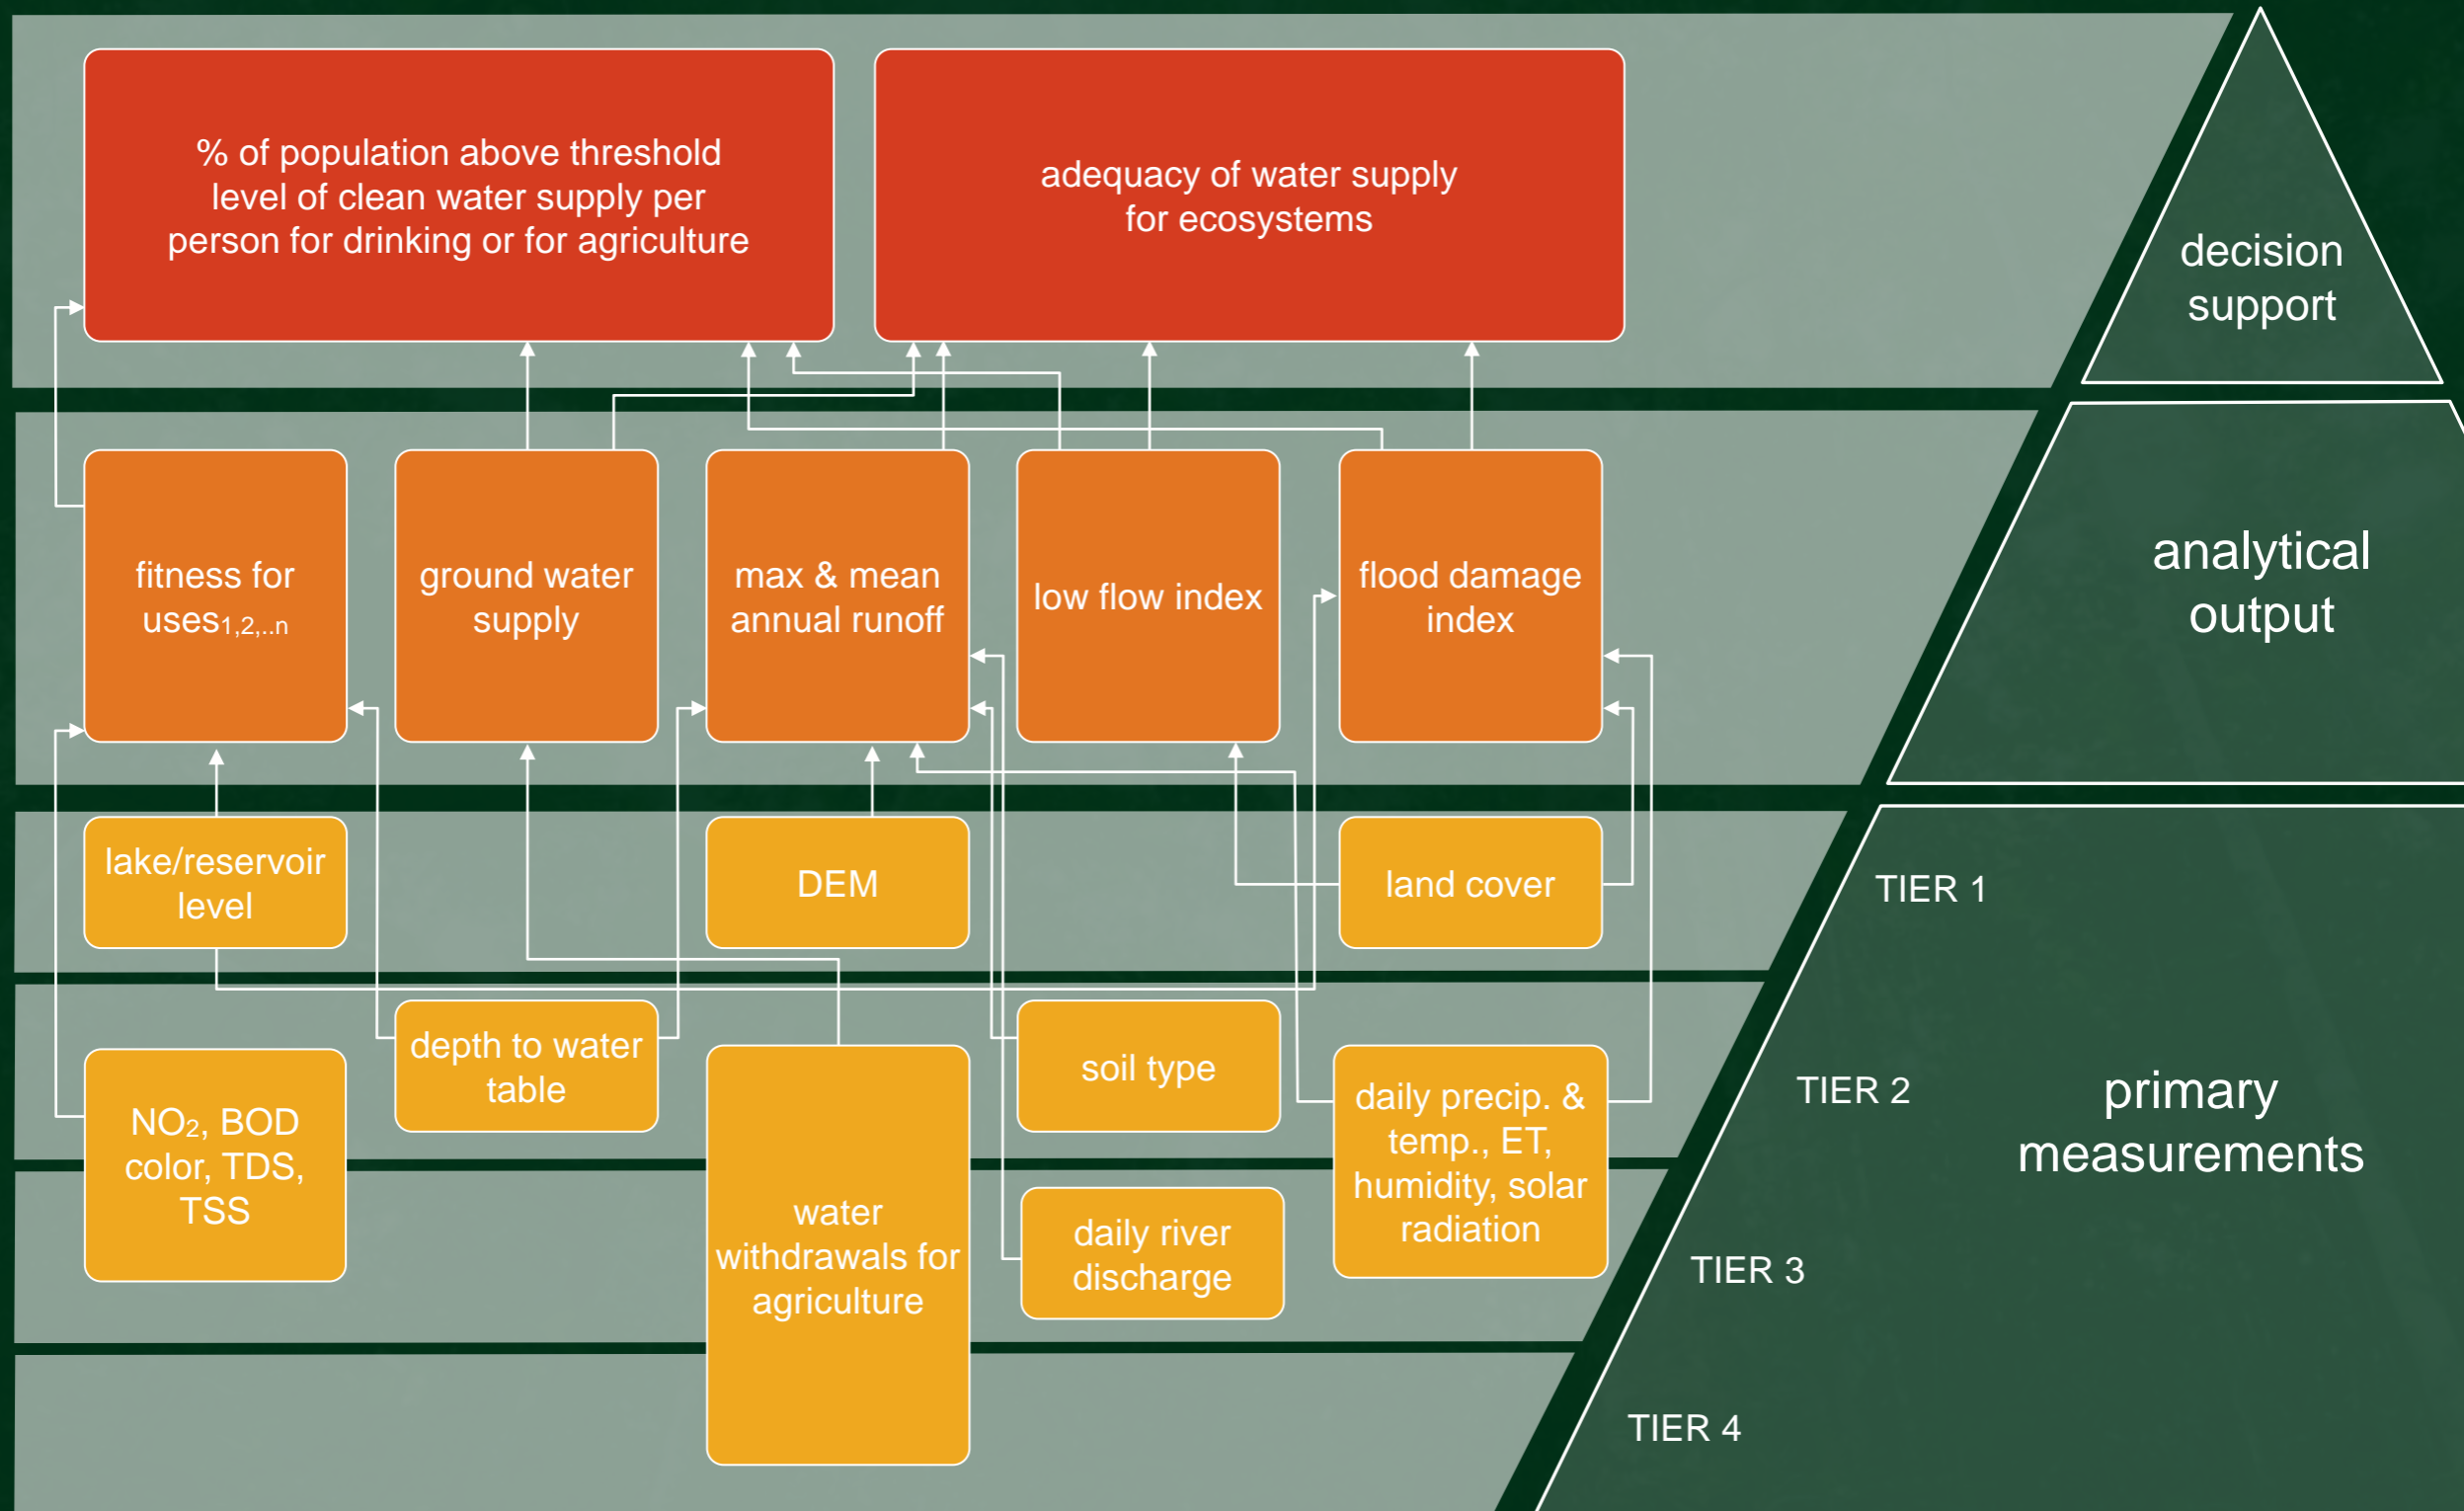 % of population above threshold
level of clean water supply per
person for drinking or for agriculture
adequacy of water supply
for ecosystems
decision
support
fitness for
uses1,2,..n
ground water
supply
max & mean
annual runoff
low flow index
flood damage
index
analytical
output
lake/reservoir
level
DEM
land cover
TIER 1
depth to water
table
soil type
NO2, BOD
color, TDS,
TSS
water
withdrawals for
agriculture
daily precip. &
temp., ET,
humidity, solar
radiation
TIER 2
primary
measurements
daily river
discharge
TIER 3
TIER 4